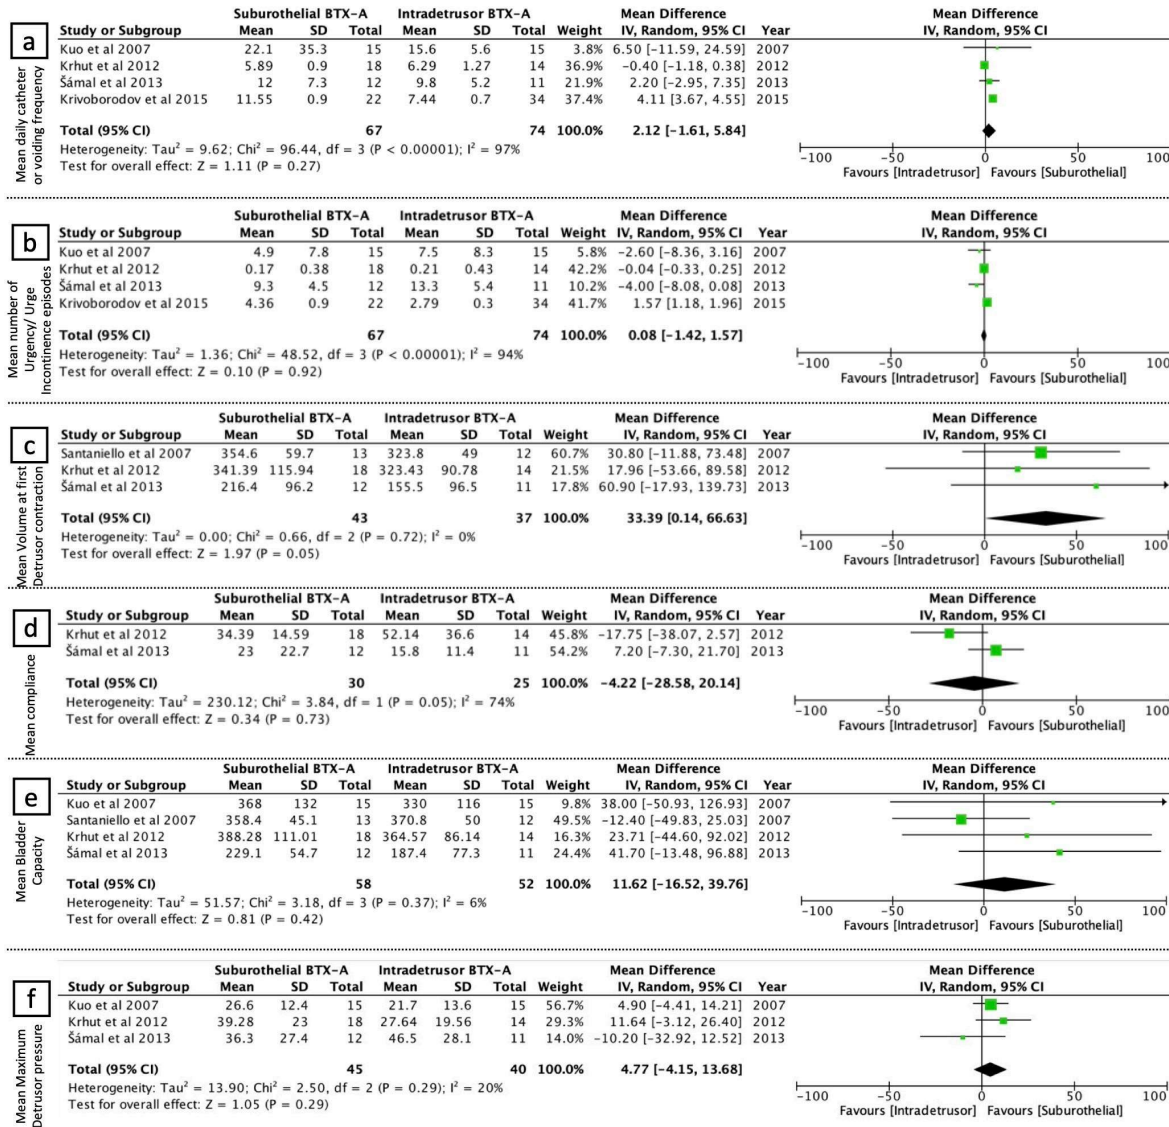 a
Mean daily catheter
or voiding frequency
Suburothelial BTX-A Intradetrusor BTX-A Mean Difference Mean Difference
Study or Subgroup Mean SD Total Mean SD Total Weight IV, Random, 95% CI Year IV, Random, 95% CI
Kuo et al 2007 22.1 35.3 15 15.6 5.6 15 3.8% 6.50 [-11.59, 24.59] 2007
Krhut et al 2012 5.89 0.9 18 6.29 1.27 14 36.9% -0.40 [-1.18, 0.38] 2012
Šámal et al 2013 12 7.3 12 9.8 5.2 11 21.9% 2.20 [-2.95, 7.35] 2013
Krivoborodov et al 2015 11.55 0.9 22 7.44 0.7 34 37.4% 4.11 [3.67, 4.55] 2015
Total (95% CI) 67 74 100.0% 2.12 [-1.61, 5.84]
Heterogeneity: Tau² = 9.62; Chi² = 96.44, df = 3 (P < 0.00001); I² = 97%
Test for overall effect: Z = 1.11 (P = 0.27)
-100 -50 0 50 100
Favours [Intradetrusor] Favours [Suburothelial]
b
Mean number of
Urgency/ Urge
Incontinence episodes
Suburothelial BTX-A Intradetrusor BTX-A Mean Difference Mean Difference
Study or Subgroup Mean SD Total Mean SD Total Weight IV, Random, 95% CI Year IV, Random, 95% CI
Kuo et al 2007 4.9 7.8 15 7.5 8.3 15 5.8% -2.60 [-8.36, 3.16] 2007
Krhut et al 2012 0.17 0.38 18 0.21 0.43 14 42.2% -0.04 [-0.33, 0.25] 2012
Šámal et al 2013 9.3 4.5 12 13.3 5.4 11 10.2% -4.00 [-8.08, 0.08] 2013
Krivoborodov et al 2015 4.36 0.9 22 2.79 0.3 34 41.7% 1.57 [1.18, 1.96] 2015
Total (95% CI) 67 74 100.0% 0.08 [-1.42, 1.57]
Heterogeneity: Tau² = 1.36; Chi² = 48.52, df = 3 (P < 0.00001); I² = 94%
Test for overall effect: Z = 0.10 (P = 0.92)
-100 -50 0 50 100
Favours [Intradetrusor] Favours [Suburothelial]
c
Mean Volume at first
Detrusor contraction
Suburothelial BTX-A Intradetrusor BTX-A Mean Difference Mean Difference
Study or Subgroup Mean SD Total Mean SD Total Weight IV, Random, 95% CI Year IV, Random, 95% CI
Santaniello et al 2007 354.6 59.7 13 323.8 49 12 60.7% 30.80 [-11.88, 73.48] 2007
Krhut et al 2012 341.39 115.94 18 323.43 90.78 14 21.5% 17.96 [-53.66, 89.58] 2012
Šámal et al 2013 216.4 96.2 12 155.5 96.5 11 17.8% 60.90 [-17.93, 139.73] 2013
Total (95% CI) 43 37 100.0% 33.39 [0.14, 66.63]
Heterogeneity: Tau² = 0.00; Chi² = 0.66, df = 2 (P = 0.72); I² = 0%
Test for overall effect: Z = 1.97 (P = 0.05)
-100 -50 0 50 100
Favours [Intradetrusor] Favours [Suburothelial]
d
Mean compliance
Suburothelial BTX-A Intradetrusor BTX-A Mean Difference Mean Difference
Study or Subgroup Mean SD Total Mean SD Total Weight IV, Random, 95% CI Year IV, Random, 95% CI
Krhut et al 2012 34.39 14.59 18 52.14 36.6 14 45.8% -17.75 [-38.07, 2.57] 2012
Šámal et al 2013 23 22.7 12 15.8 11.4 11 54.2% 7.20 [-7.30, 21.70] 2013
Total (95% CI) 30 25 100.0% -4.22 [-28.58, 20.14]
Heterogeneity: Tau² = 230.12; Chi² = 3.84, df = 1 (P = 0.05); I² = 74%
Test for overall effect: Z = 0.34 (P = 0.73)
-100 -50 0 50 100
Favours [Intradetrusor] Favours [Suburothelial]
e
Mean Bladder
Capacity
Suburothelial BTX-A Intradetrusor BTX-A Mean Difference Mean Difference
Study or Subgroup Mean SD Total Mean SD Total Weight IV, Random, 95% CI Year IV, Random, 95% CI
Kuo et al 2007 368 132 15 330 116 15 9.8% 38.00 [-50.93, 126.93] 2007
Santaniello et al 2007 358.4 45.1 13 370.8 50 12 49.5% -12.40 [-49.83, 25.03] 2007
Krhut et al 2012 388.28 111.01 18 364.57 86.14 14 16.3% 23.71 [-44.60, 92.02] 2012
Šámal et al 2013 229.1 54.7 12 187.4 77.3 11 24.4% 41.70 [-13.48, 96.88] 2013
Total (95% CI) 58 52 100.0% 11.62 [-16.52, 39.76]
Heterogeneity: Tau² = 51.57; Chi² = 3.18, df = 3 (P = 0.37); I² = 6%
Test for overall effect: Z = 0.81 (P = 0.42)
-100 -50 0 50 100
Favours [Intradetrusor] Favours [Suburothelial]
f
Mean Maximum
Detrusor pressure
Suburothelial BTX-A Intradetrusor BTX-A Mean Difference Mean Difference
Study or Subgroup Mean SD Total Mean SD Total Weight IV, Random, 95% CI Year IV, Random, 95% CI
Kuo et al 2007 26.6 12.4 15 21.7 13.6 15 56.7% 4.90 [-4.41, 14.21] 2007
Krhut et al 2012 39.28 23 18 27.64 19.56 14 29.3% 11.64 [-3.12, 26.40] 2012
Šámal et al 2013 36.3 27.4 12 46.5 28.1 11 14.0% -10.20 [-32.92, 12.52] 2013
Total (95% CI) 45 40 100.0% 4.77 [-4.15, 13.68]
Heterogeneity: Tau² = 13.90; Chi² = 2.50, df = 2 (P = 0.29); I² = 20%
Test for overall effect: Z = 1.05 (P = 0.29)
-100 -50 0 50 100
Favours [Intradetrusor] Favours [Suburothelial]